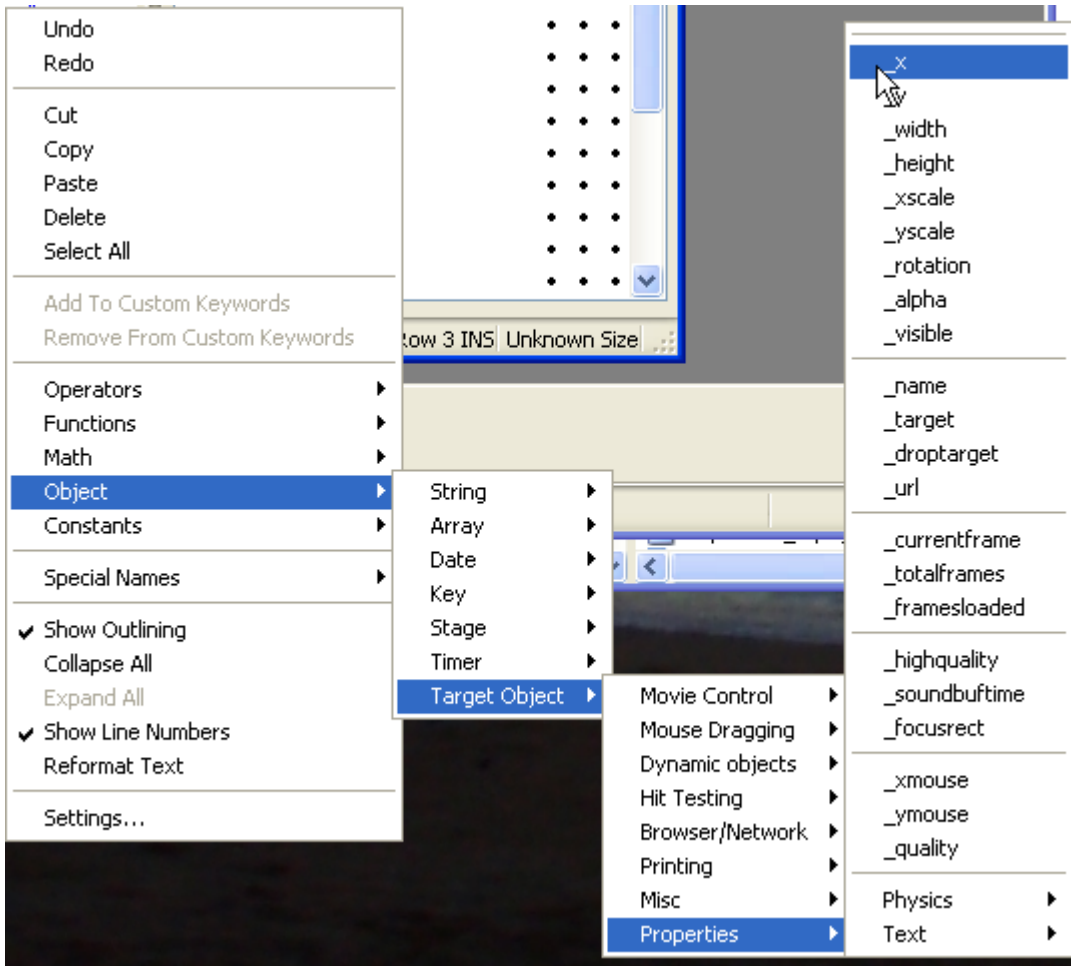 Undo
Redo
Cut
Copy
Paste
Delete
Select All
Add To Custom Keywords
Remove From Custom Keywords
Operators
Functions
Math
Object
Constants
Special Names
Show Outlining
Collapse All
Expand All
Show Line Numbers
Reformat Text
Settings...
3 INS Unknown Size
String
Array
Date
Key
Stage
Timer
Target Object
Movie Control
Mouse Dragging
Dynamic objects
Hit Testing
Browser/Network
Printing
Misc
Properties
_x
_width
_height
_xscale
_yscale
_rotation
_alpha
_visible
_name
_target
_droptarget
_url
_currentframe
_totalframes
_framesloaded
_highquality
_soundbuftime
_focusrect
_xmouse
_ymouse
_quality
Physics
Text